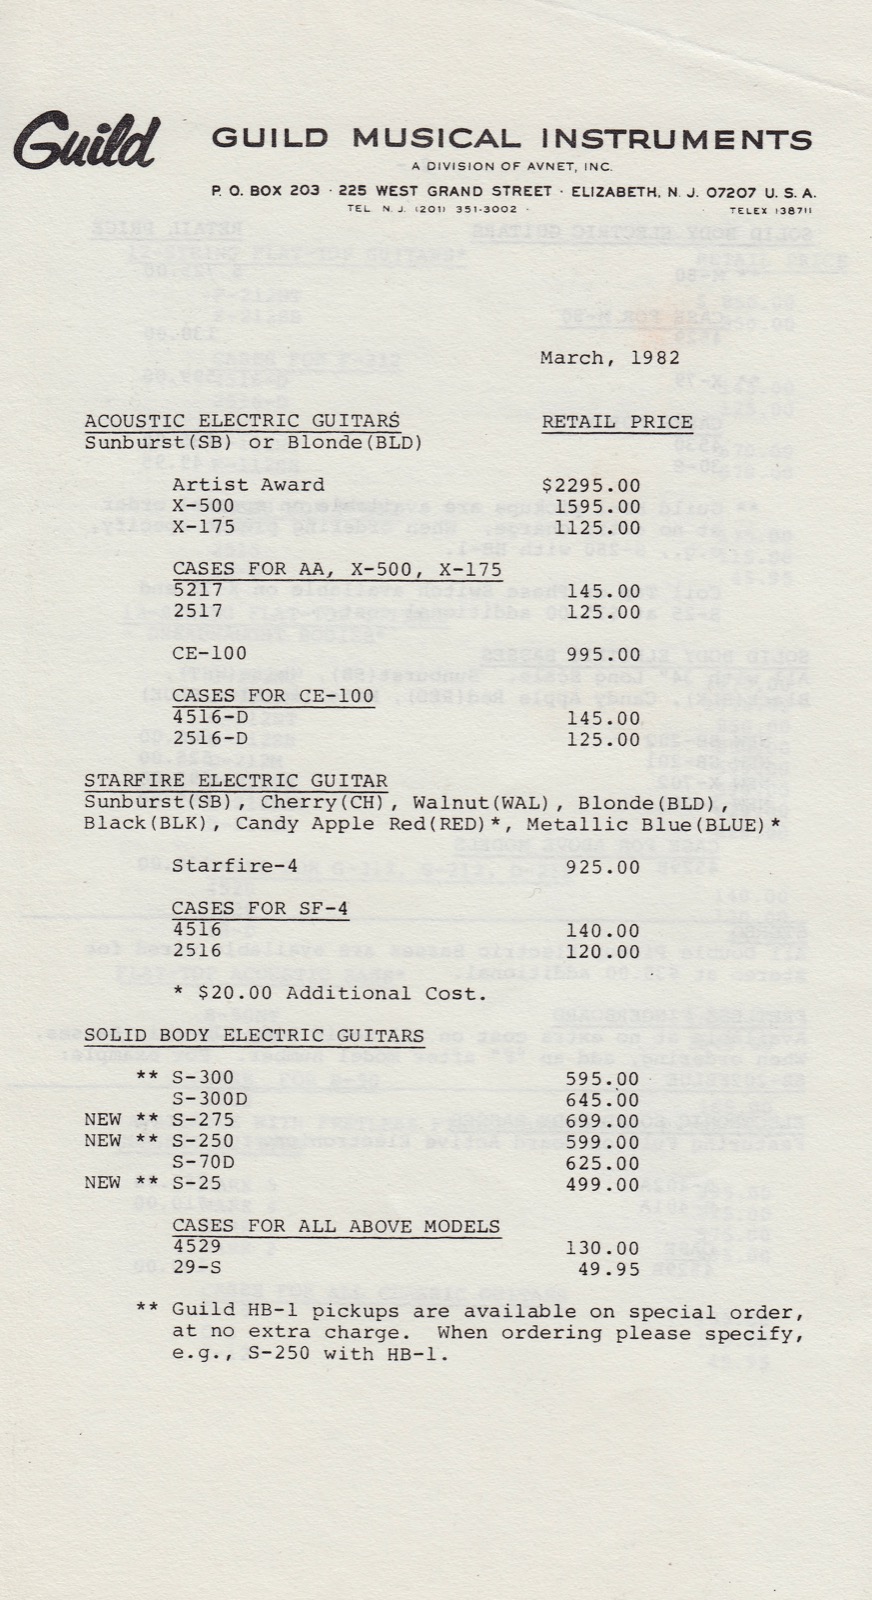 Guild
GUILD MUSICAL INSTRUMENTS
A DIVISION OF AVNET, INC.
P. O. BOX 203 · 225 WEST GRAND STREET · ELIZABETH, N. J. 07207 U. S. A.
TEL. N. J. (201) 351-3002 · TELEX 138711
March, 1982
ACOUSTIC ELECTRIC GUITARS RETAIL PRICE
Sunburst(SB) or Blonde(BLD)
Artist Award $2295.00
X-500 1595.00
X-175 1125.00
CASES FOR AA, X-500, X-175
5217 145.00
2517 125.00
CE-100 995.00
CASES FOR CE-100
4516-D 145.00
2516-D 125.00
STARFIRE ELECTRIC GUITAR
Sunburst(SB), Cherry(CH), Walnut(WAL), Blonde(BLD),
Black(BLK), Candy Apple Red(RED)*, Metallic Blue(BLUE)*
Starfire-4 925.00
CASES FOR SF-4
4516 140.00
2516 120.00
* $20.00 Additional Cost.
SOLID BODY ELECTRIC GUITARS
** S-300 595.00
S-300D 645.00
NEW ** S-275 699.00
NEW ** S-250 599.00
S-70D 625.00
NEW ** S-25 499.00
CASES FOR ALL ABOVE MODELS
4529 130.00
29-S 49.95
** Guild HB-1 pickups are available on special order,
at no extra charge. When ordering please specify,
e.g., S-250 with HB-1.